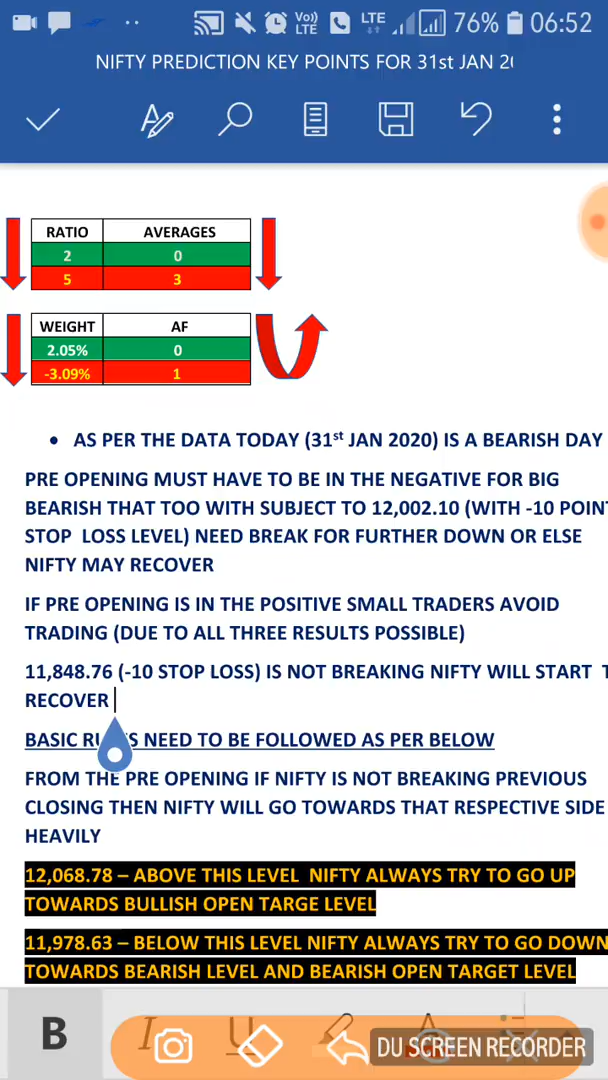 Vo)) LTE LTE 76% 06:52
NIFTY PREDICTION KEY POINTS FOR 31st JAN
RATIO AVERAGES
2 0
5 3
WEIGHT AF
2.05% 0
-3.09% 1
• AS PER THE DATA TODAY (31st JAN 2020) IS A BEARISH DAY
PRE OPENING MUST HAVE TO BE IN THE NEGATIVE FOR BIG
BEARISH THAT TOO WITH SUBJECT TO 12,002.10 (WITH -10 POINT
STOP LOSS LEVEL) NEED BREAK FOR FURTHER DOWN OR ELSE
NIFTY MAY RECOVER
IF PRE OPENING IS IN THE POSITIVE SMALL TRADERS AVOID
TRADING (DUE TO ALL THREE RESULTS POSSIBLE)
11,848.76 (-10 STOP LOSS) IS NOT BREAKING NIFTY WILL START
RECOVER
BASIC NEED TO BE FOLLOWED AS PER BELOW
FROM THE PRE OPENING IF NIFTY IS NOT BREAKING PREVIOUS
CLOSING THEN NIFTY WILL GO TOWARDS THAT RESPECTIVE SIDE
HEAVILY
12,068.78 – ABOVE THIS LEVEL NIFTY ALWAYS TRY TO GO UP
TOWARDS BULLISH OPEN TARGE LEVEL
11,978.63 – BELOW THIS LEVEL NIFTY ALWAYS TRY TO GO DOWN
TOWARDS BEARISH LEVEL AND BEARISH OPEN TARGET LEVEL
B I U A
DU SCREEN RECORDER